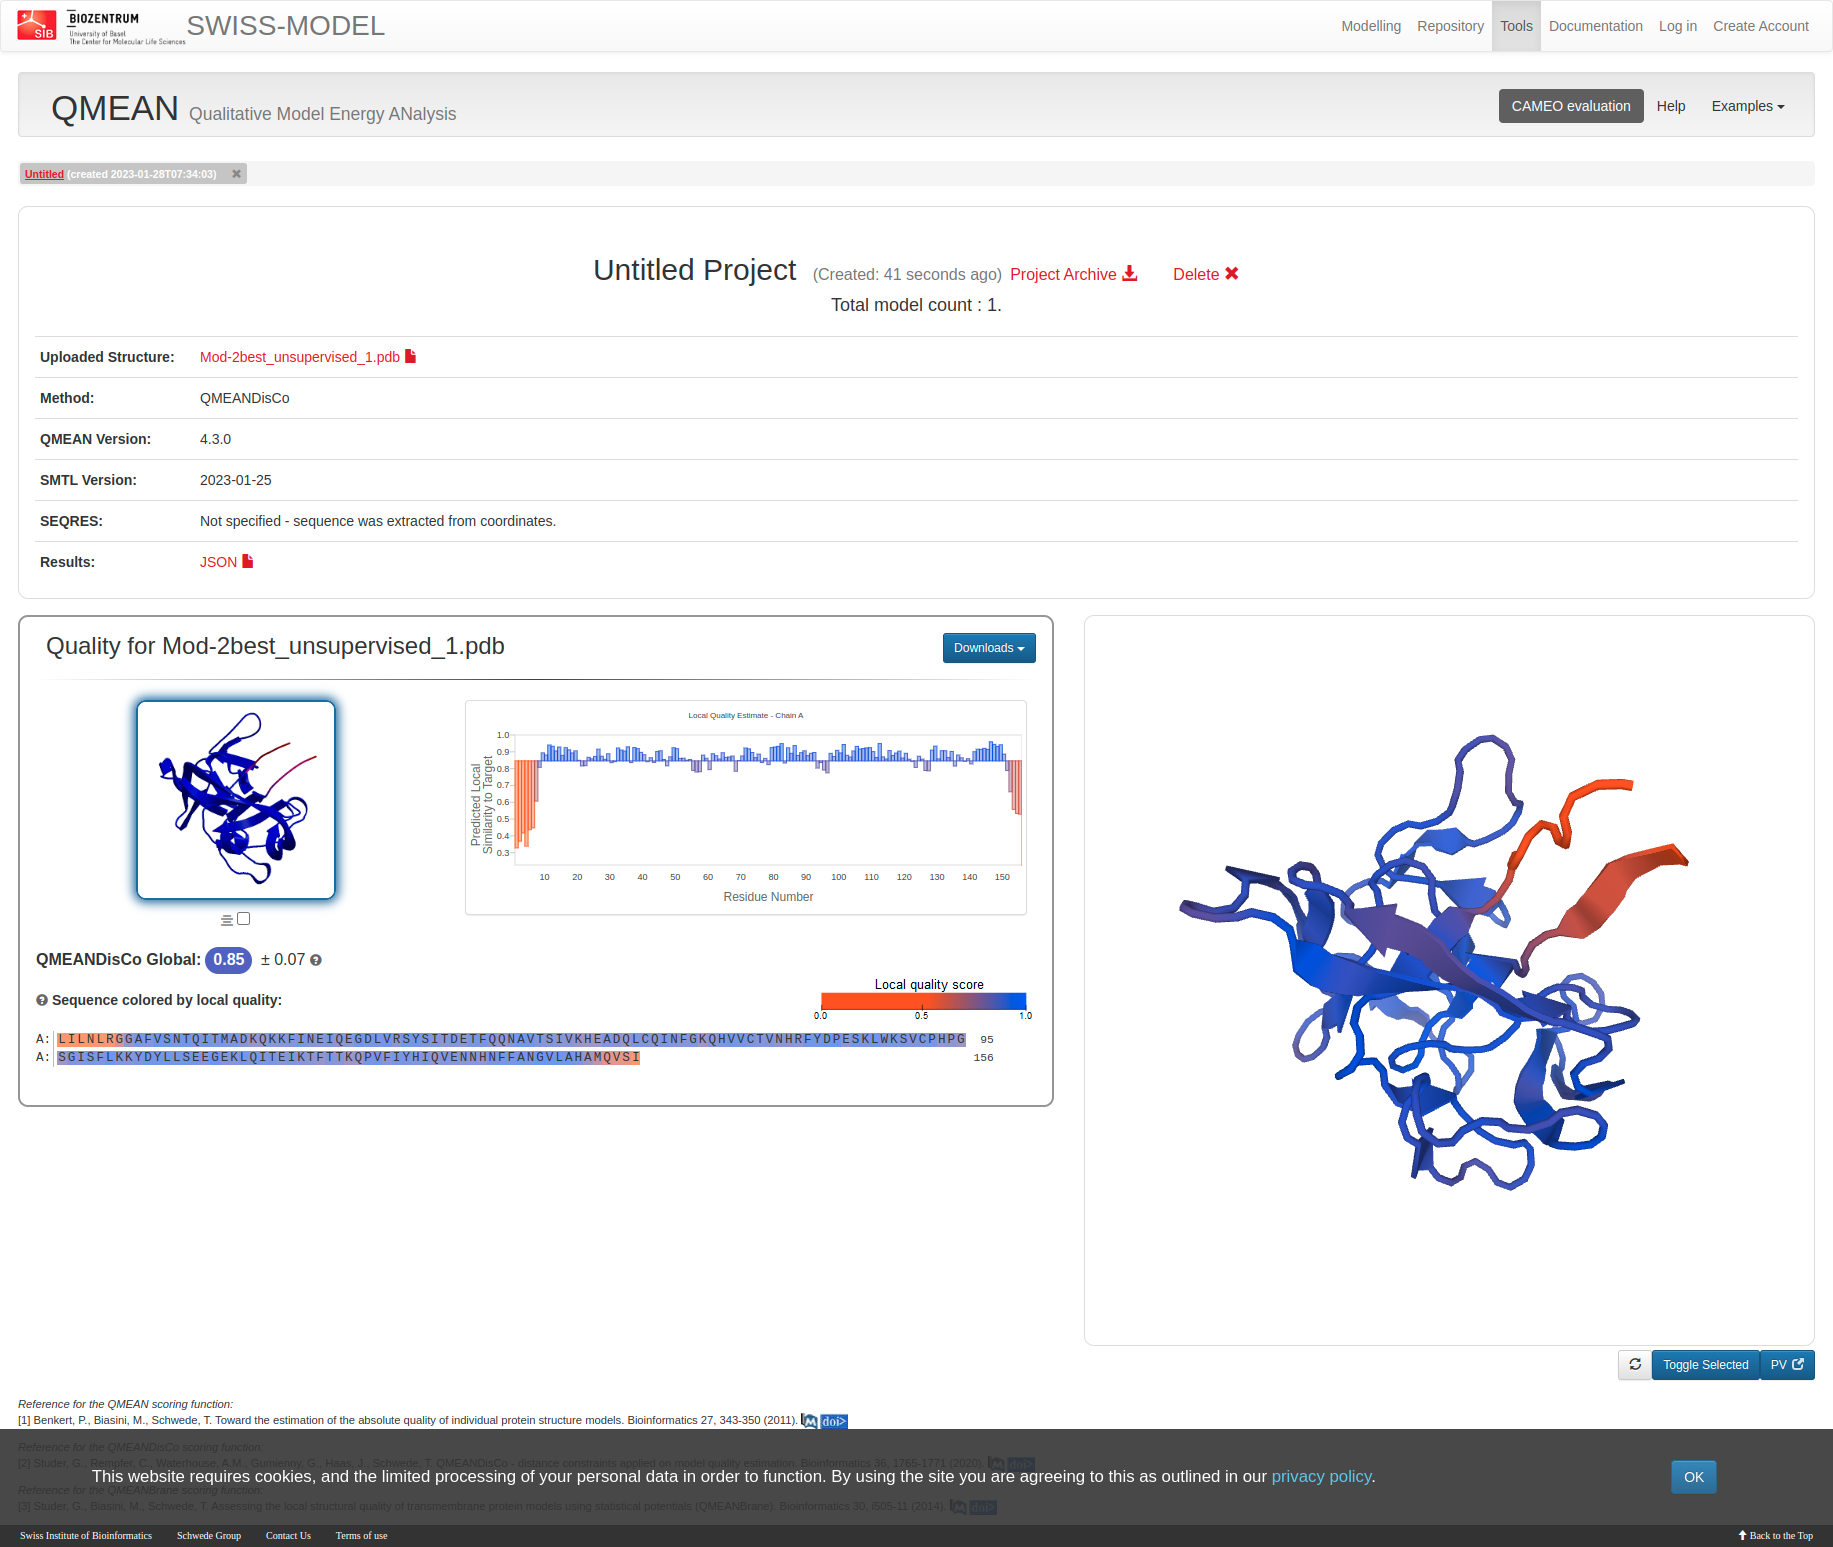 SIB
BIOZENTRUM
University of Basel
The Center for Molecular Life Sciences
SWISS-MODEL
Modelling Repository Tools Documentation Log in Create Account
QMEAN Qualitative Model Energy ANalysis
CAMEO evaluation Help Examples
Untitled (created 2023-01-28T07:34:03)
Untitled Project (Created: 41 seconds ago) Project Archive Delete
Total model count : 1.
Uploaded Structure: Mod-2best_unsupervised_1.pdb
Method: QMEANDisCo
QMEAN Version: 4.3.0
SMTL Version: 2023-01-25
SEQRES: Not specified - sequence was extracted from coordinates.
Results: JSON
Quality for Mod-2best_unsupervised_1.pdb
Downloads
Local Quality Estimate - Chain A
Predicted Local
Similarity to Target
1.0
0.9
0.8
0.7
0.6
0.5
0.4
0.3
10 20 30 40 50 60 70 80 90 100 110 120 130 140 150
Residue Number
QMEANDisCo Global: 0.85 ± 0.07
Sequence colored by local quality:
Local quality score
0.0 0.5 1.0
A: LILNLRGGAFVSNTQITMADKQKKFINEIQEGDLVRSYSITDETFQQNAVTSIVKHEADQLCQINFGKQHVVCTVNHRFYDPESKLWKSVCPHPG 95
A: SGISFLKKYDYLLSEEGEKLQITEIKTFTTKQPVFIYHIQVENNHNFFANGVLAHAMQVSI 156
Toggle Selected PV
Reference for the QMEAN scoring function:
[1] Benkert, P., Biasini, M., Schwede, T. Toward the estimation of the absolute quality of individual protein structure models. Bioinformatics 27, 343-350 (2011). M doi>
Reference for the QMEANDisCo scoring function:
[2] Studer, G., Rempfer, C., Waterhouse, A.M., Gumienny, G., Haas, J., Schwede, T. QMEANDisCo - distance constraints applied on model quality estimation. Bioinformatics 36, 1765-1771 (2020). M doi>
This website requires cookies, and the limited processing of your personal data in order to function. By using the site you are agreeing to this as outlined in our privacy policy.
OK
Reference for the QMEANBrane scoring function:
[3] Studer, G., Biasini, M., Schwede, T. Assessing the local structural quality of transmembrane protein models using statistical potentials (QMEANBrane). Bioinformatics 30, i505-11 (2014). M doi>
Swiss Institute of Bioinformatics Schwede Group Contact Us Terms of use Back to the Top